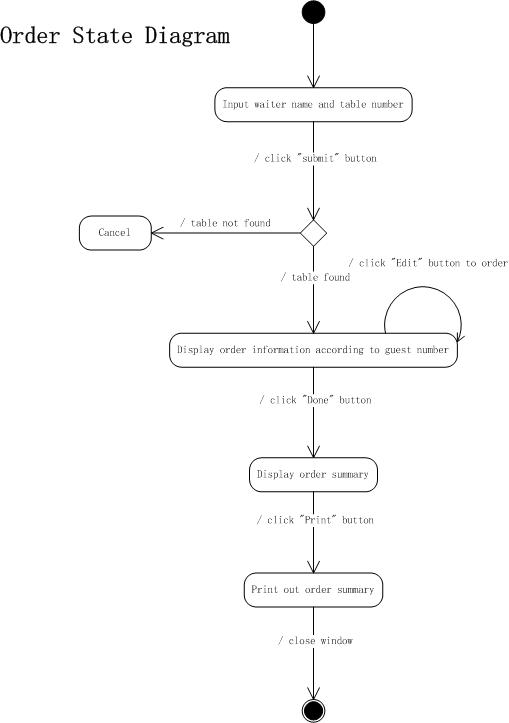 Order State Diagram
Input waiter name and table number
/ click "submit" button
/ table not found
Cancel
/ click "Edit" button to order
/ table found
Display order information according to guest number
/ click "Done" button
Display order summary
/ click "Print" button
Print out order summary
/ close window